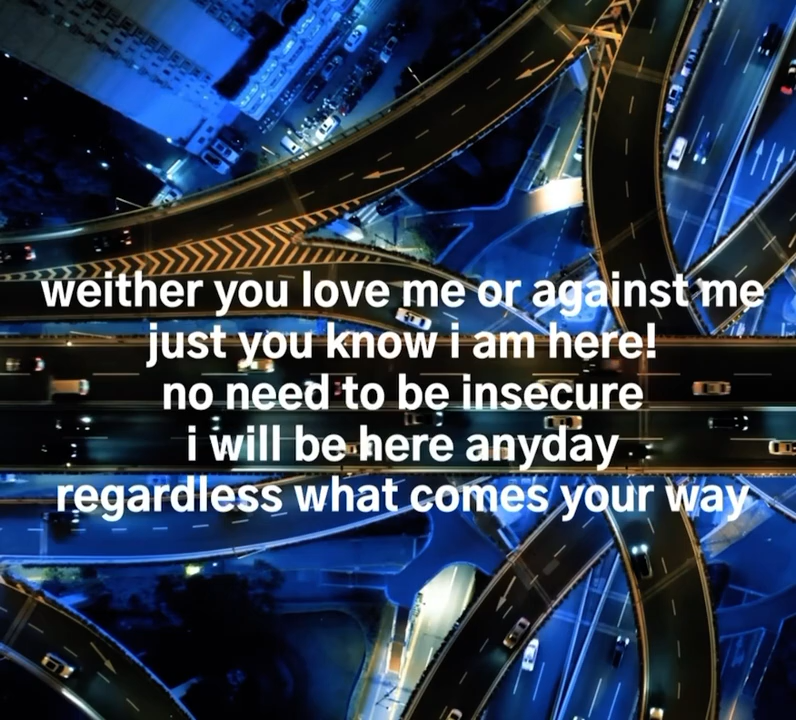 weither you love me or against me
just you know i am here!
no need to be insecure
i will be here anyday
regardless what comes your way